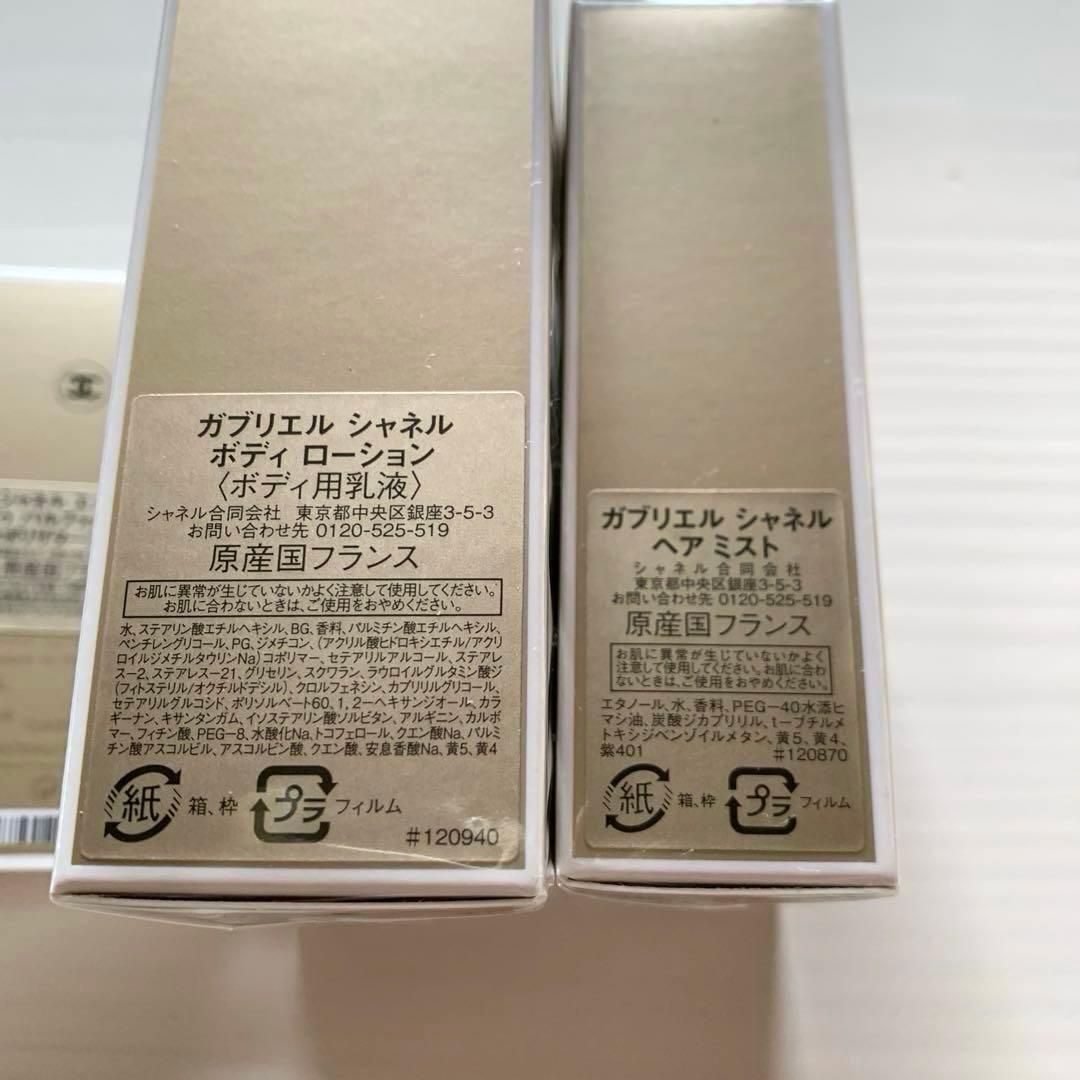 ガブリエル シャネル
ボディ ローション
〈ボディ用乳液〉
シャネル合同会社 東京都中央区銀座3-5-3
お問い合わせ先 0120-525-519
原産国フランス
お肌に異常が生じていないかよく注意して使用してください。
お肌に合わないときは、ご使用をおやめください。
水、ステアリン酸エチルヘキシル、BG、香料、パルミチン酸エチルヘキシル、
ペンチレングリコール、PG、ジメチコン、(アクリル酸ヒドロキシエチル/アクリ
ロイルジメチルタウリンNa)コポリマー、セテアリルアルコール、ステアレ
スー2、ステアレスー21、グリセリン、スクワラン、ラウロイルグルタミン酸ジ
(フィトステリル/オクチルドデシル)、クロルフェネシン、カプリリルグリコール、
セテアリルグルコシド、ポリソルベート60、1,2ーヘキサンジオール、カラ
ギーナン、キサンタンガム、イソステアリン酸ソルビタン、アルギニン、カルボ
マー、フィチン酸、PEGー8、水酸化Na、トコフェロール、クエン酸Na、パルミ
チン酸アスコルビル、アスコルビン酸、クエン酸、安息香酸Na、黄5、黄4
紙 箱、枠 プラ フィルム
#120940
ガブリエル シャネル
ヘア ミスト
シャネル合同会社
東京都中央区銀座3-5-3
お問い合わせ先 0120-525-519
原産国フランス
お肌に異常が生じていないかよく
注意して使用してください。お肌に合わ
ないときは、ご使用をおやめください。
エタノール、水、香料、PEGー40水添ヒ
マシ油、炭酸ジカプリリル、tーブチルメ
トキシジベンゾイルメタン、黄5、黄4、
紫401 #120870
紙 箱、枠 プラ フィルム